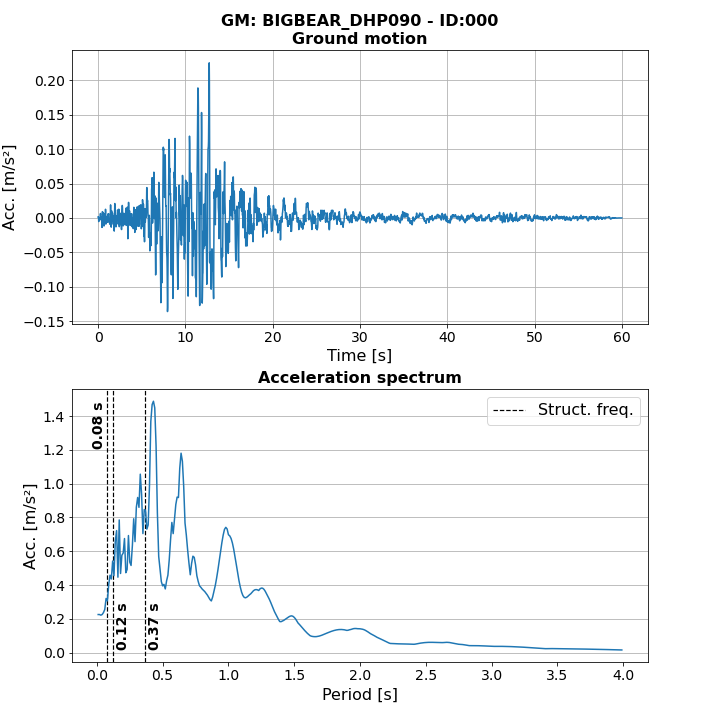 GM: BIGBEAR_DHP090 - ID:000
Ground motion
Acc. [m/s²]
0.20
0.15
0.10
0.05
0.00
−0.05
−0.10
−0.15
0 10 20 30 40 50 60
Time [s]
Acceleration spectrum
Acc. [m/s²]
1.4
1.2
1.0
0.8
0.6
0.4
0.2
0.0
0.08 s
0.12 s
0.37 s
Struct. freq.
0.0 0.5 1.0 1.5 2.0 2.5 3.0 3.5 4.0
Period [s]